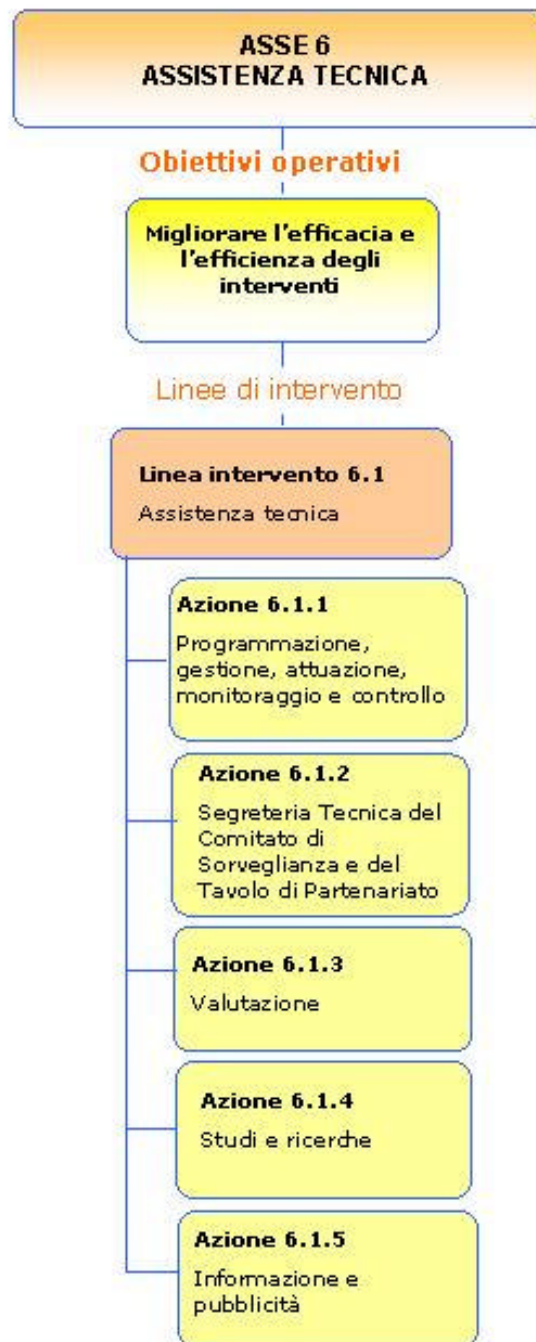 ASSE 6
ASSISTENZA TECNICA
Obiettivi operativi
Migliorare l'efficacia e
l'efficienza degli
interventi
Linee di intervento
Linea intervento 6.1
Assistenza tecnica
Azione 6.1.1
Programmazione,
gestione, attuazione,
monitoraggio e controllo
Azione 6.1.2
Segreteria Tecnica del
Comitato di
Sorveglianza e del
Tavolo di Partenariato
Azione 6.1.3
Valutazione
Azione 6.1.4
Studi e ricerche
Azione 6.1.5
Informazione e
pubblicità